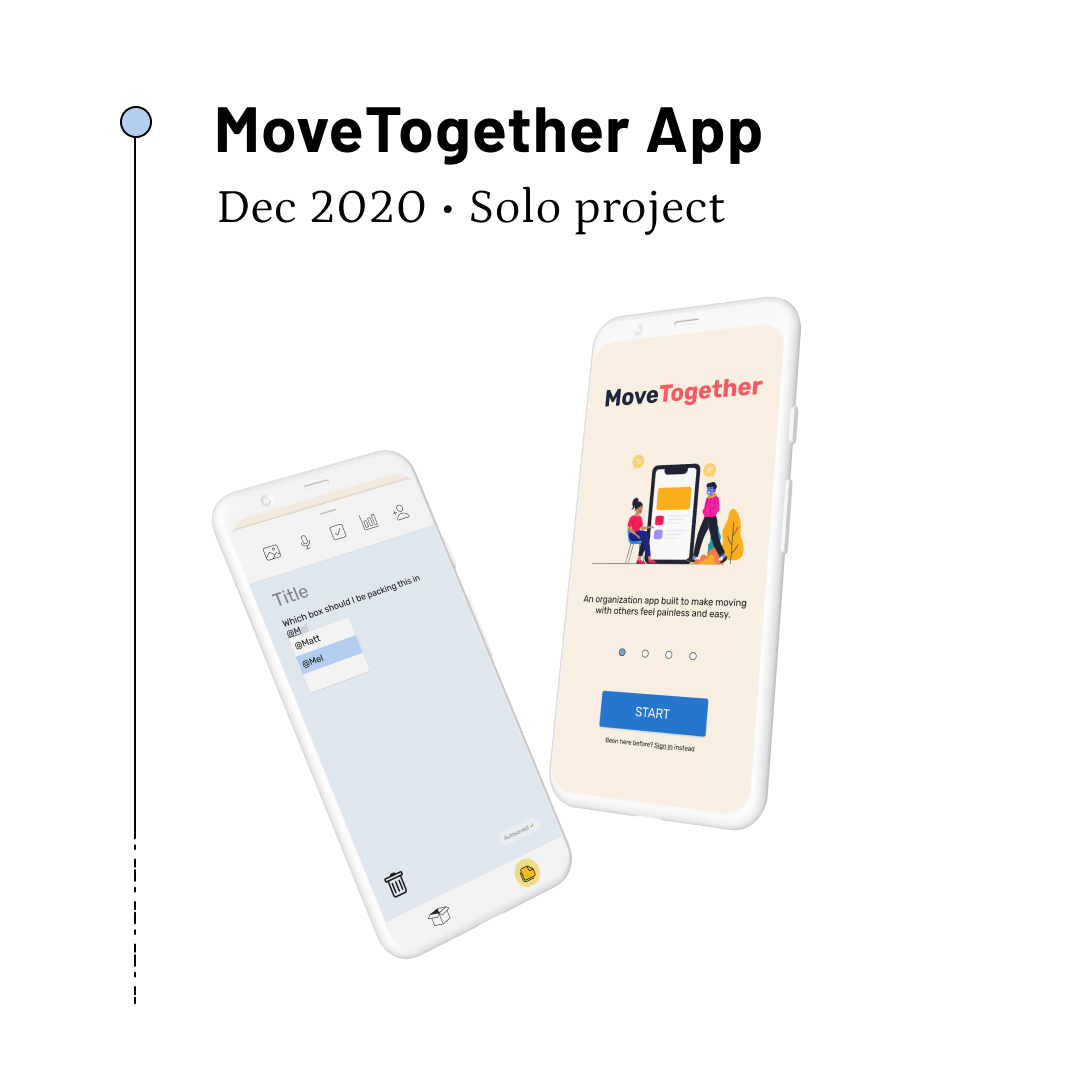 MoveTogether App
Dec 2020 • Solo project
MoveTogether
An organization app built to make moving
with others feel painless and easy.
START
Been here before? Sign in instead
Title
Which box should I be packing this in
@Mel
@Matt
@Mel
Autosaved ✓